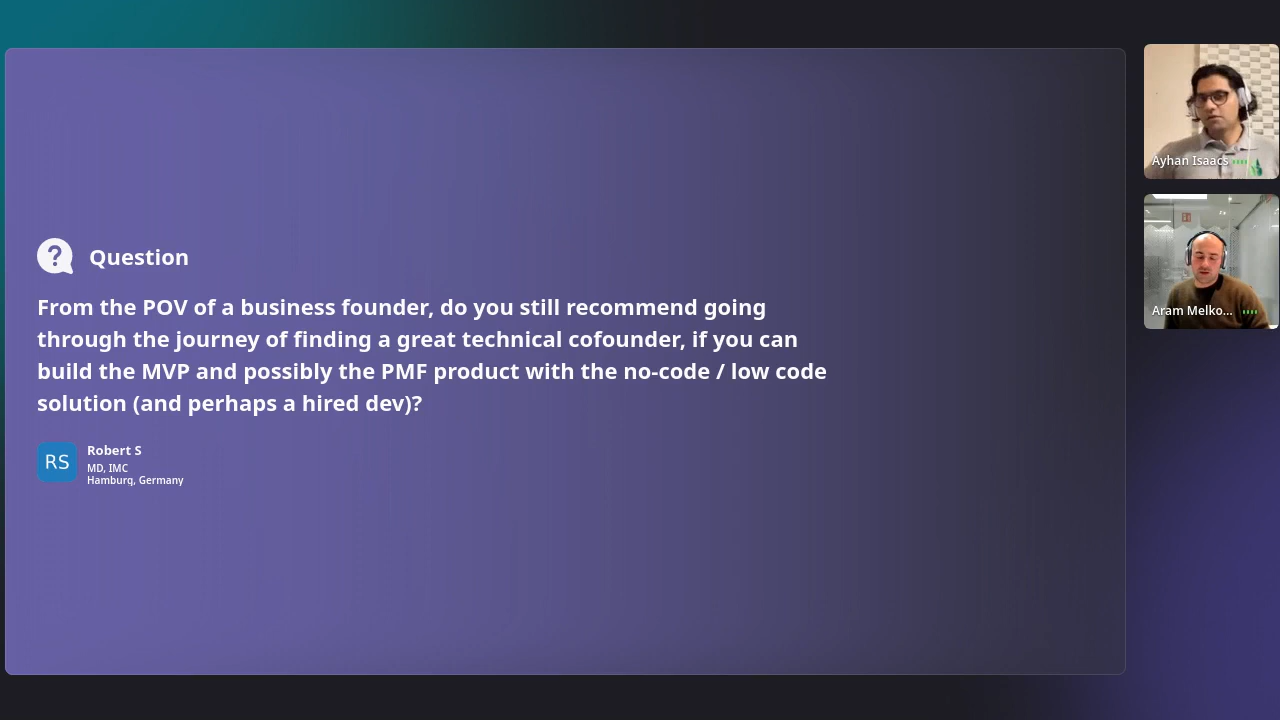 Question
From the POV of a business founder, do you still recommend going
through the journey of finding a great technical cofounder, if you can
build the MVP and possibly the PMF product with the no-code / low code
solution (and perhaps a hired dev)?
RS
Robert S
MD, IMC
Hamburg, Germany
Ayhan Isaacs
Aram Melko...